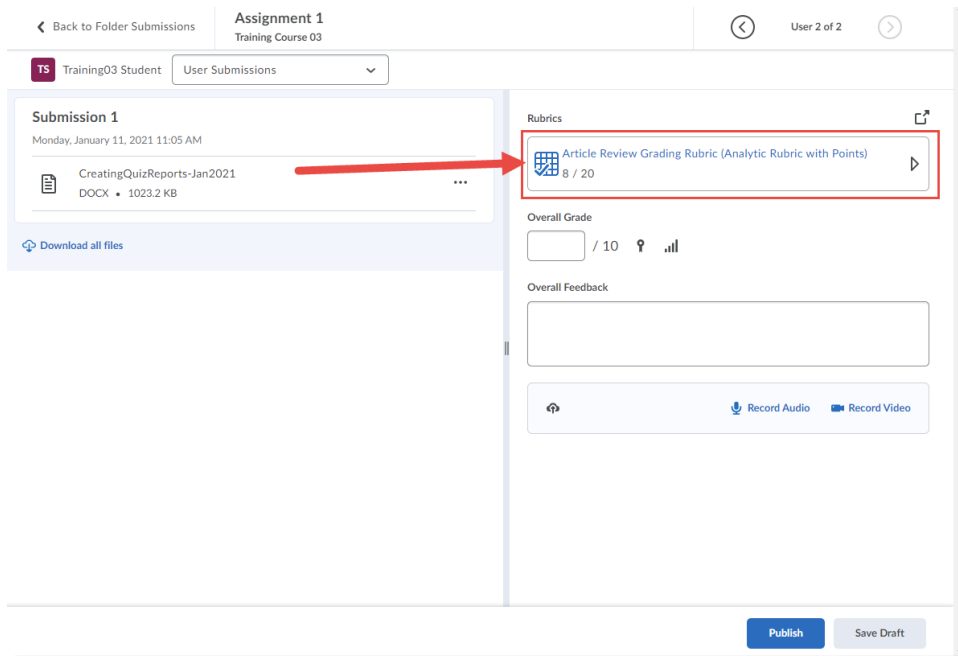 Back to Folder Submissions
Assignment 1
Training Course 03
User 2 of 2
TS Training03 Student User Submissions
Submission 1
Monday, January 11, 2021 11:05 AM
CreatingQuizReports-Jan2021
DOCX • 1023.2 KB
Download all files
Rubrics
Article Review Grading Rubric (Analytic Rubric with Points)
8 / 20
Overall Grade
/ 10
Overall Feedback
Record Audio Record Video
Publish Save Draft